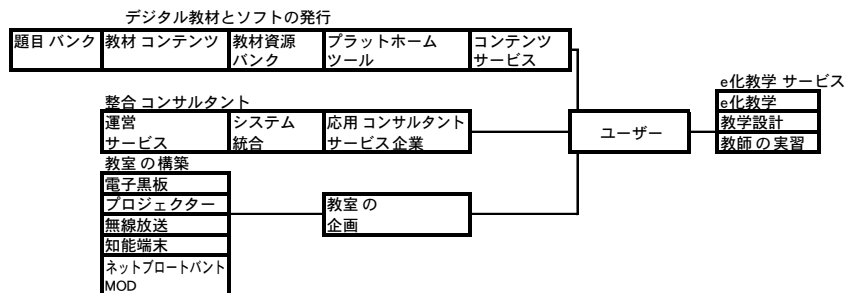 デジタル教材とソフトの発行
題目 バンク 教材 コンテンツ 教材資源 プラットホーム コンテンツ
バンク ツール サービス
e化教学 サービス
e化教学
教学設計
教師 の 実習
整合 コンサルタント
運営 システム 応用 コンサルタント
サービス 統合 サービス 企業
ユーザー
教室 の 構築
電子黒板
プロジェクター
無線放送
知能端末
ネットブロートバント
MOD
教室 の
企画